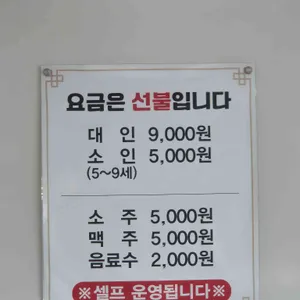 요금은 선불입니다
대 인 9,000원
소 인 5,000원
(5~9세)
소 주 5,000원
맥 주 5,000원
음료수 2,000원
※셀프 운영됩니다※